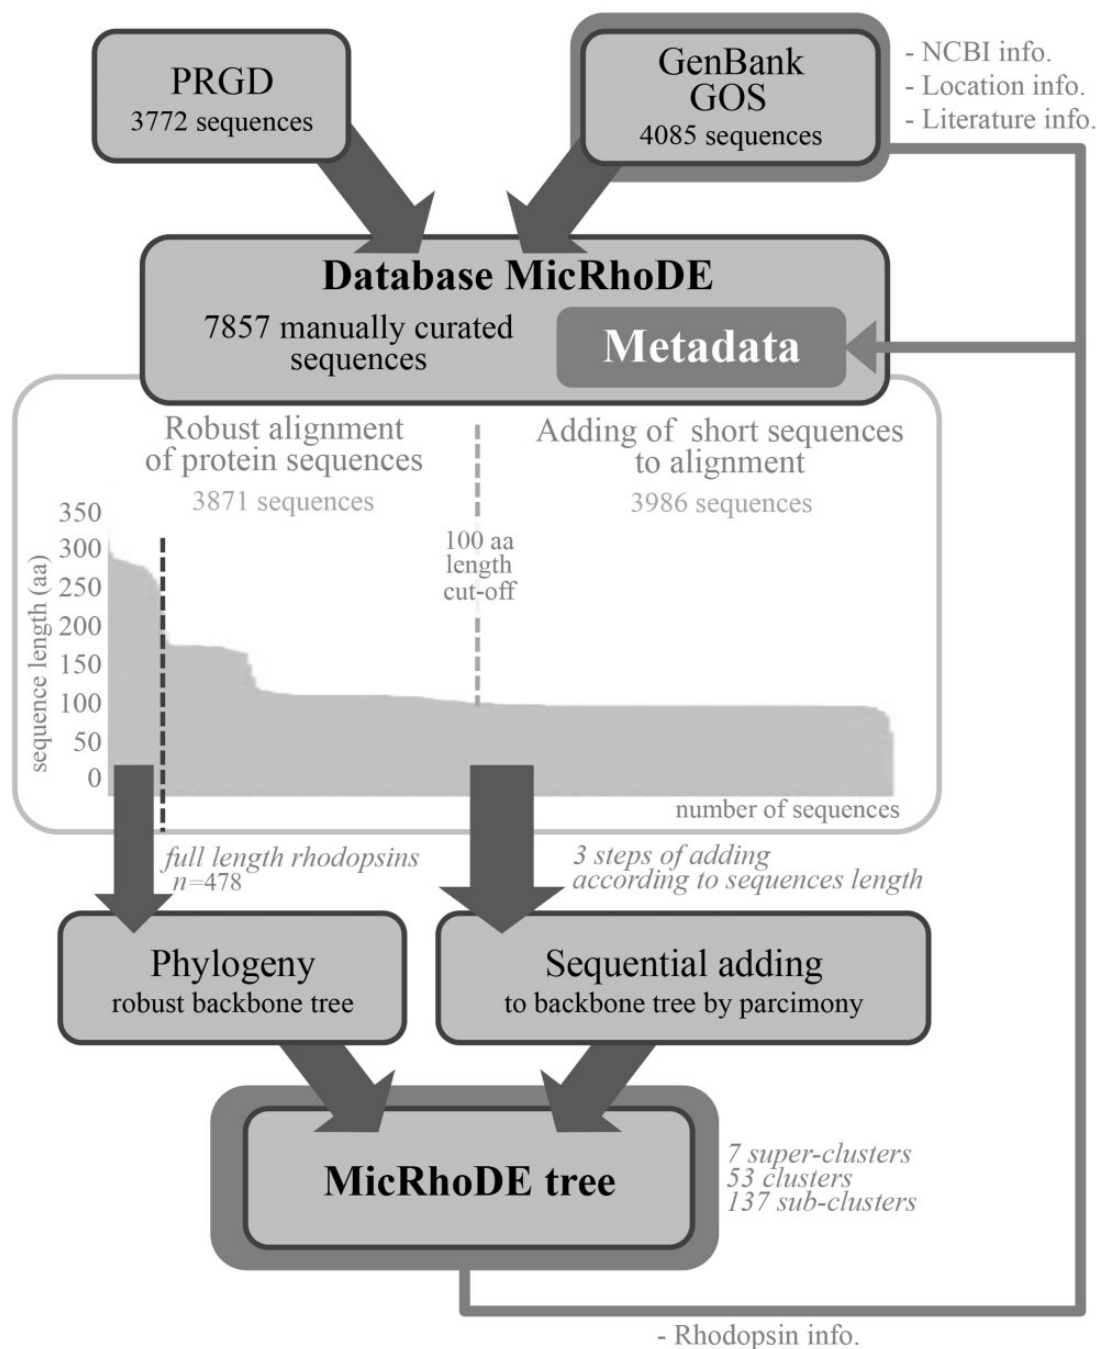 PRGD
3772 sequences
GenBank
GOS
4085 sequences
- NCBI info.
- Location info.
- Literature info.
Database MicRhoDE
7857 manually curated
sequences
Metadata
Robust alignment
of protein sequences
3871 sequences
Adding of short sequences
to alignment
3986 sequences
100 aa
length
cut-off
sequence length (aa)
350
300
250
200
150
100
50
0
number of sequences
full length rhodopsins
n=478
3 steps of adding
according to sequences length
Phylogeny
robust backbone tree
Sequential adding
to backbone tree by parcimony
MicRhoDE tree
7 super-clusters
53 clusters
137 sub-clusters
- Rhodopsin info.